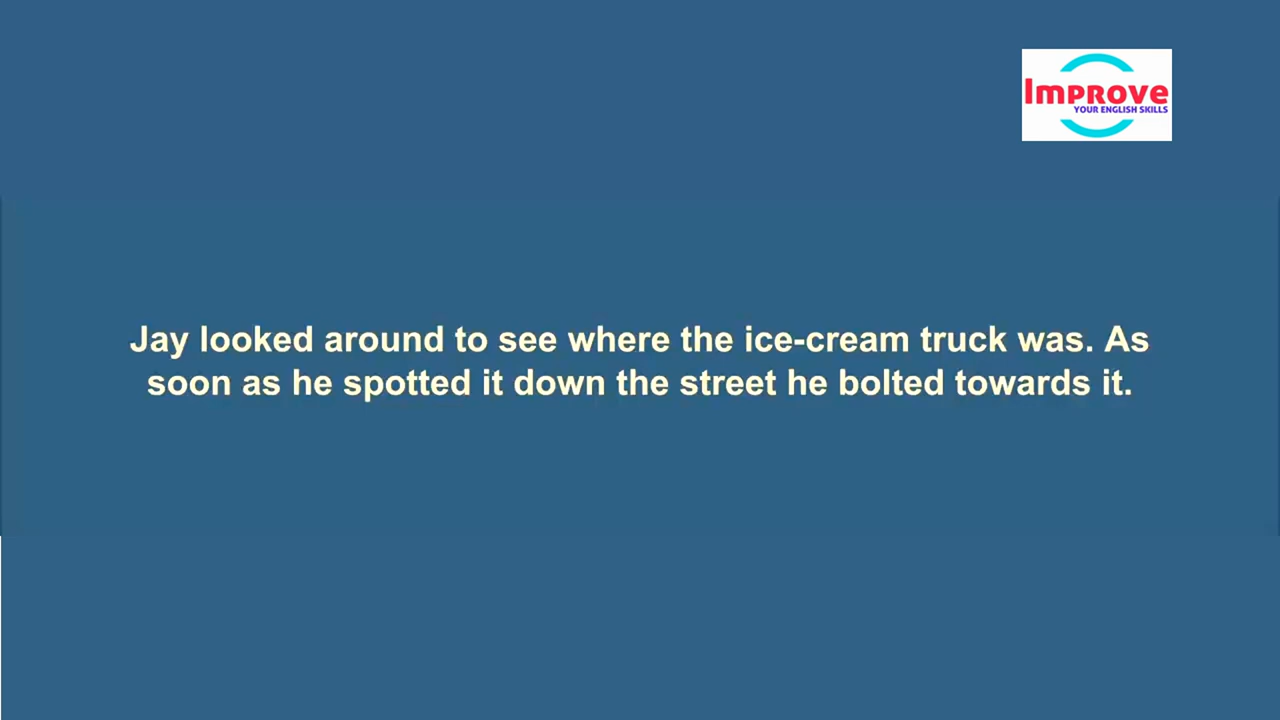 Improve
YOUR ENGLISH SKILLS
Jay looked around to see where the ice-cream truck was. As
soon as he spotted it down the street he bolted towards it.